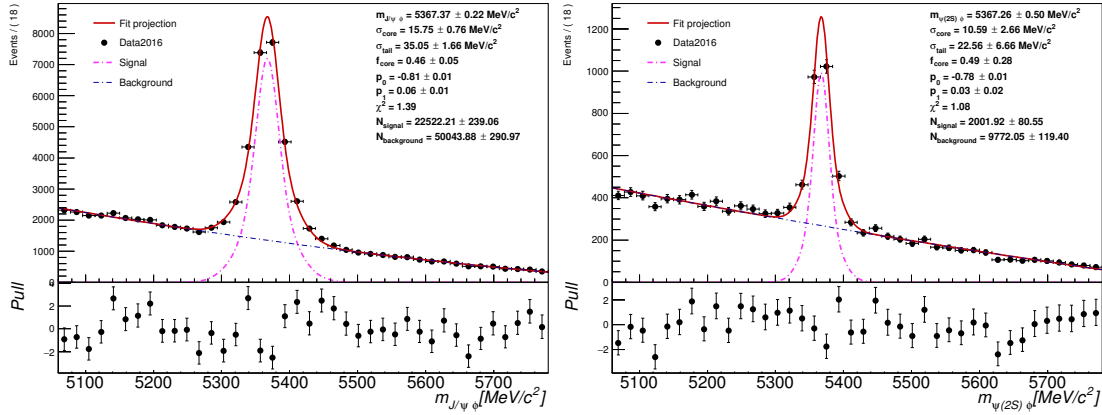 Events / ( 18 )
8000
7000
6000
5000
4000
3000
2000
1000
0
Fit projection
Data2016
Signal
Background
m_{J/ψ φ} = 5367.37 ± 0.22 MeV/c²
σ_core = 15.75 ± 0.76 MeV/c²
σ_tail = 35.05 ± 1.66 MeV/c²
f_core = 0.46 ± 0.05
p_0 = -0.81 ± 0.01
p_1 = 0.06 ± 0.01
χ² = 1.39
N_signal = 22522.21 ± 239.06
N_background = 50043.88 ± 290.97
Pull
2
0
−2
5100 5200 5300 5400 5500 5600 5700
m_{J/ψ φ} [MeV/c²]
Events / ( 18 )
1200
1000
800
600
400
200
0
Fit projection
Data2016
Signal
Background
m_{ψ(2S) φ} = 5367.26 ± 0.50 MeV/c²
σ_core = 10.59 ± 2.66 MeV/c²
σ_tail = 22.56 ± 6.66 MeV/c²
f_core = 0.49 ± 0.28
p_0 = -0.78 ± 0.01
p_1 = 0.03 ± 0.02
χ² = 1.08
N_signal = 2001.92 ± 80.55
N_background = 9772.05 ± 119.40
Pull
2
0
−2
5100 5200 5300 5400 5500 5600 5700
m_{ψ(2S) φ} [MeV/c²]